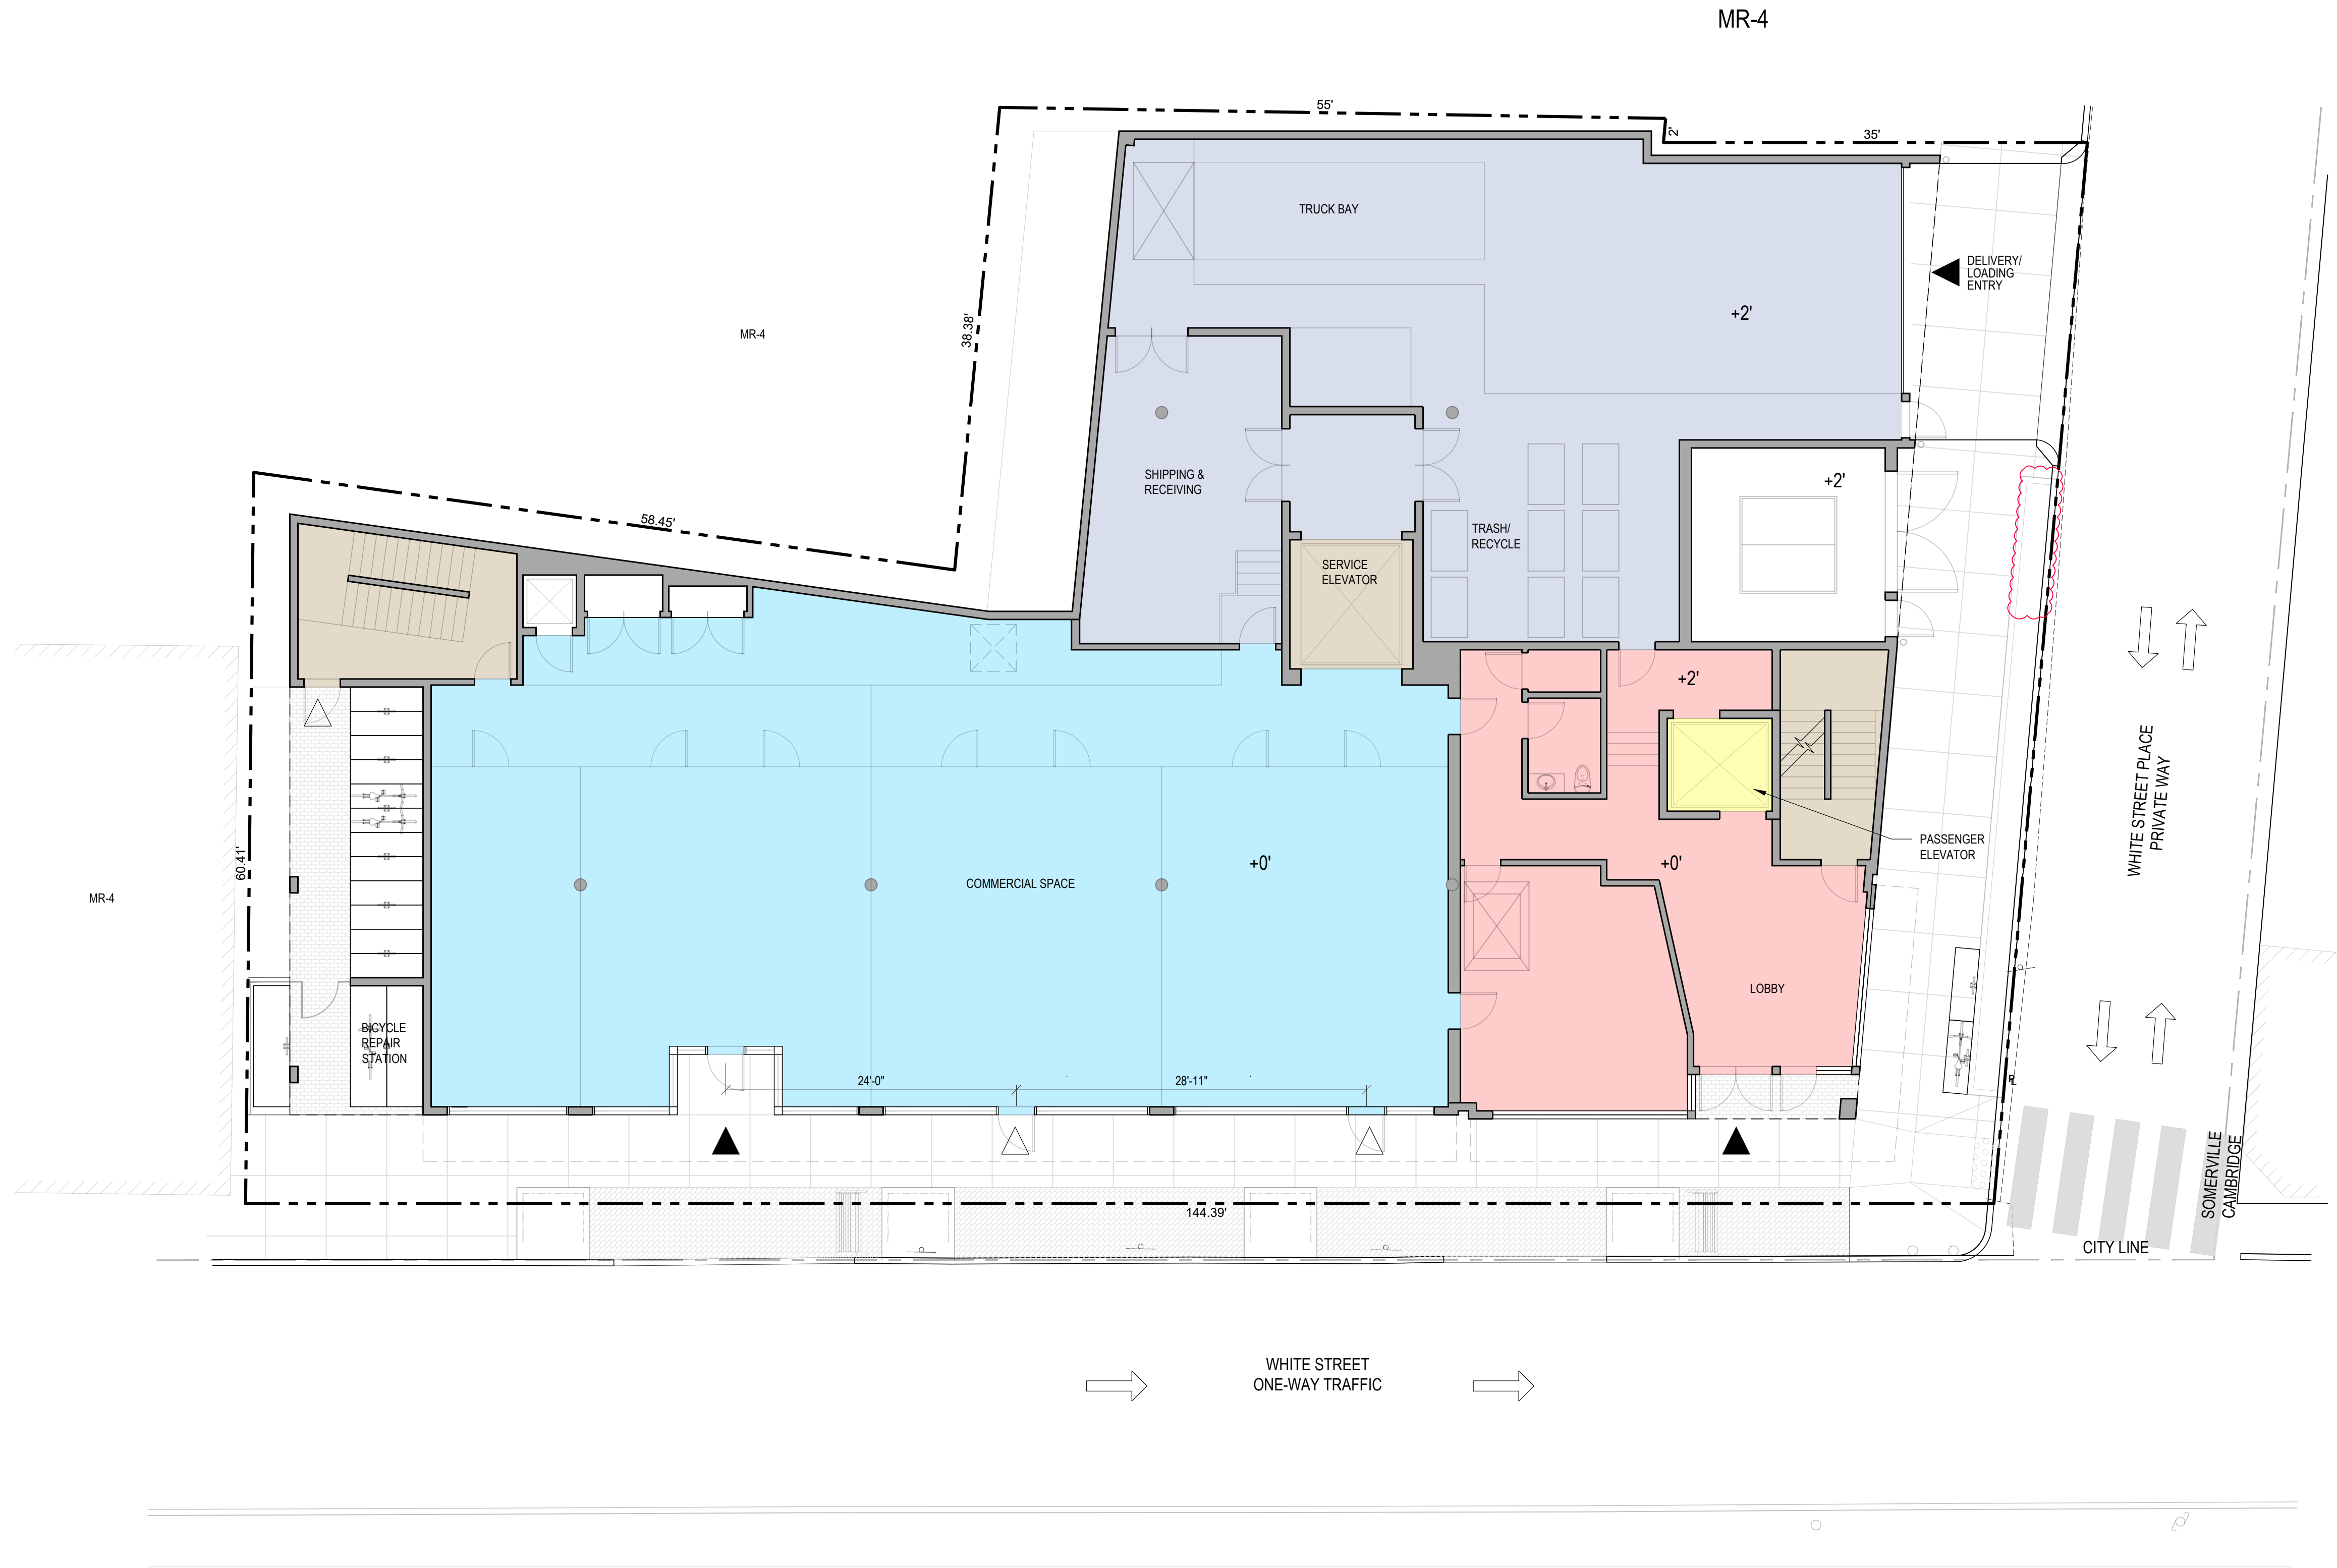 MR-4
55'
2'
35'
TRUCK BAY
DELIVERY/
LOADING
ENTRY
+2'
38.38'
MR-4
SHIPPING &
RECEIVING
+2'
58.45'
TRASH/
RECYCLE
SERVICE
ELEVATOR
+2'
WHITE STREET PLACE
PRIVATE WAY
PASSENGER
ELEVATOR
60.41'
COMMERCIAL SPACE
+0'
+0'
MR-4
LOBBY
BICYCLE
REPAIR
STATION
24'-0"
28'-11"
PL
SOMERVILLE
CAMBRIDGE
144.39'
CITY LINE
WHITE STREET
ONE-WAY TRAFFIC